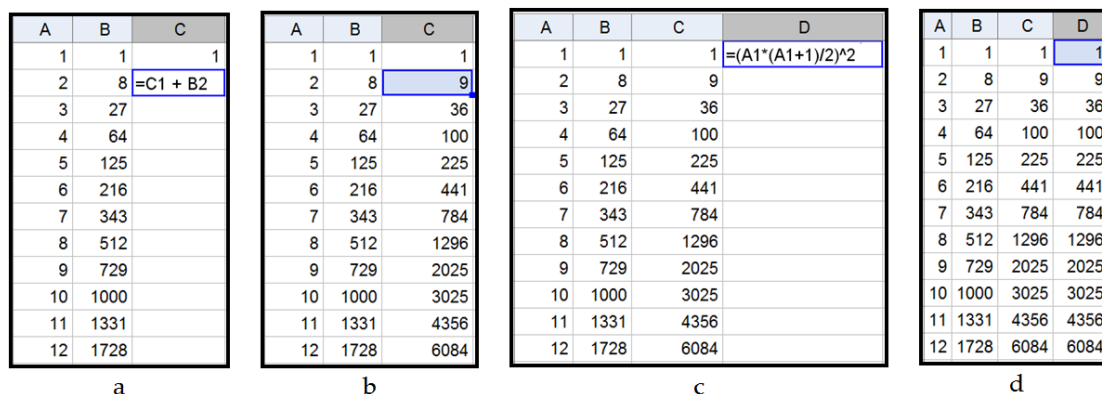 A B C
1 1 1
2 8 =C1 + B2
3 27
4 64
5 125
6 216
7 343
8 512
9 729
10 1000
11 1331
12 1728
a
A B C
1 1 1
2 8 9
3 27 36
4 64 100
5 125 225
6 216 441
7 343 784
8 512 1296
9 729 2025
10 1000 3025
11 1331 4356
12 1728 6084
b
A B C D
1 1 1 =(A1*(A1+1)/2)^2
2 8 9
3 27 36
4 64 100
5 125 225
6 216 441
7 343 784
8 512 1296
9 729 2025
10 1000 3025
11 1331 4356
12 1728 6084
c
A B C D
1 1 1 1
2 8 9 9
3 27 36 36
4 64 100 100
5 125 225 225
6 216 441 441
7 343 784 784
8 512 1296 1296
9 729 2025 2025
10 1000 3025 3025
11 1331 4356 4356
12 1728 6084 6084
d